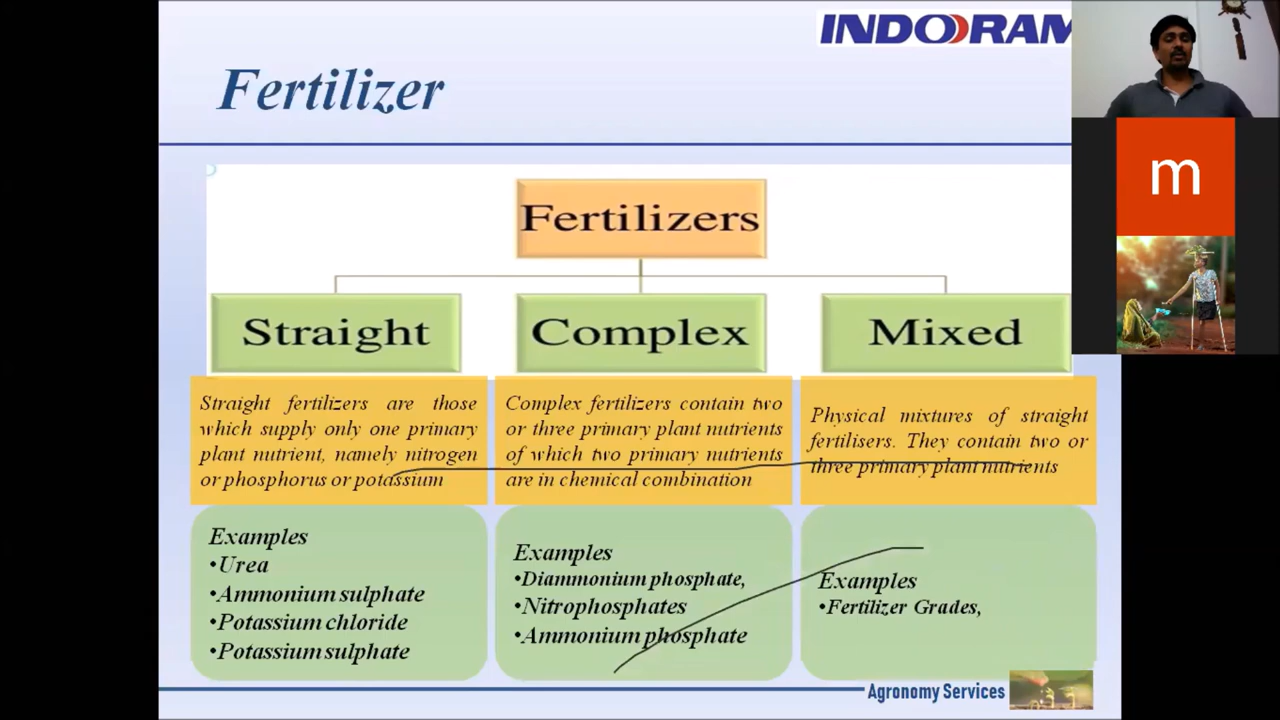 INDORAM
Fertilizer
m
Fertilizers
Straight
Complex
Mixed
Straight fertilizers are those
which supply only one primary
plant nutrient, namely nitrogen
or phosphorus or potassium
Complex fertilizers contain two
or three primary plant nutrients
of which two primary nutrients
are in chemical combination
Physical mixtures of straight
fertilisers. They contain two or
three primary plant nutrients
Examples
•Urea
•Ammonium sulphate
•Potassium chloride
•Potassium sulphate
Examples
•Diammonium phosphate,
•Nitrophosphates
•Ammonium phosphate
Examples
•Fertilizer Grades,
Agronomy Services